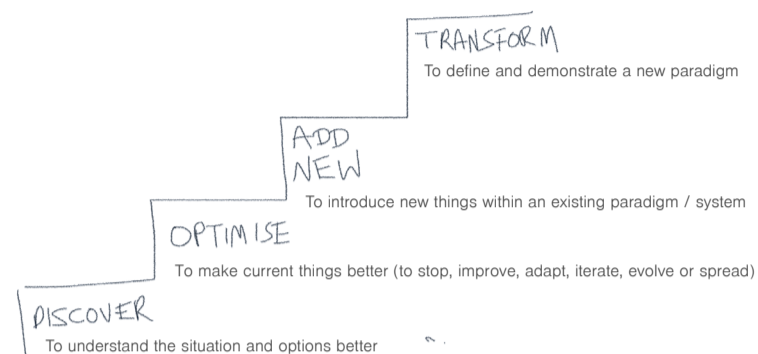 TRANSFORM
To define and demonstrate a new paradigm
ADD
NEW
To introduce new things within an existing paradigm / system
OPTIMISE
To make current things better (to stop, improve, adapt, iterate, evolve or spread)
DISCOVER
To understand the situation and options better